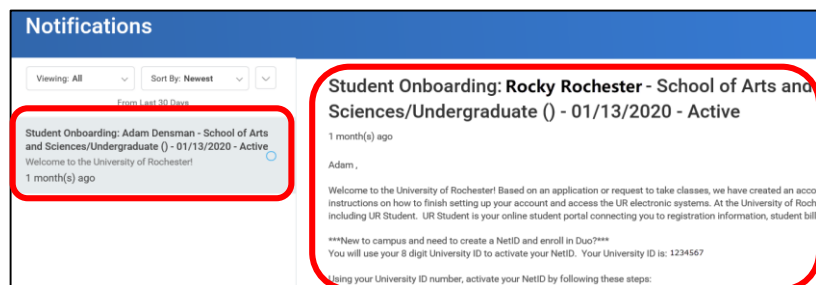 Notifications
Viewing: All
Sort By: Newest
From Last 30 Days
Student Onboarding: Adam Densman - School of Arts
and Sciences/Undergraduate () - 01/13/2020 - Active
Welcome to the University of Rochester!
1 month(s) ago
Student Onboarding: Rocky Rochester - School of Arts and
Sciences/Undergraduate () - 01/13/2020 - Active
1 month(s) ago
Adam,
Welcome to the University of Rochester! Based on an application or request to take classes, we have created an acco
instructions on how to finish setting up your account and access the UR electronic systems. At the University of Roch
including UR Student. UR Student is your online student portal connecting you to registration information, student bill
***New to campus and need to create a NetID and enroll in Duo?***
You will use your 8 digit University ID to activate your NetID. Your University ID is: 1234567
Using your University ID number, activate your NetID by following these steps: